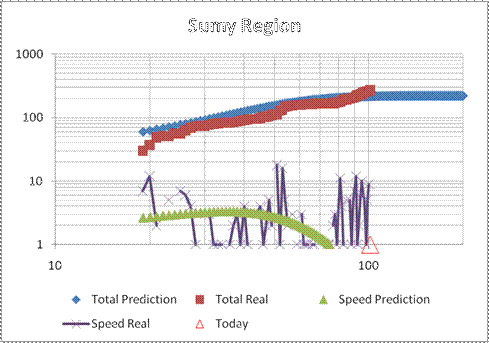 Sumy Region
1000
100
10
1
10
100
Total Prediction
Total Real
Speed Prediction
Speed Real
Today